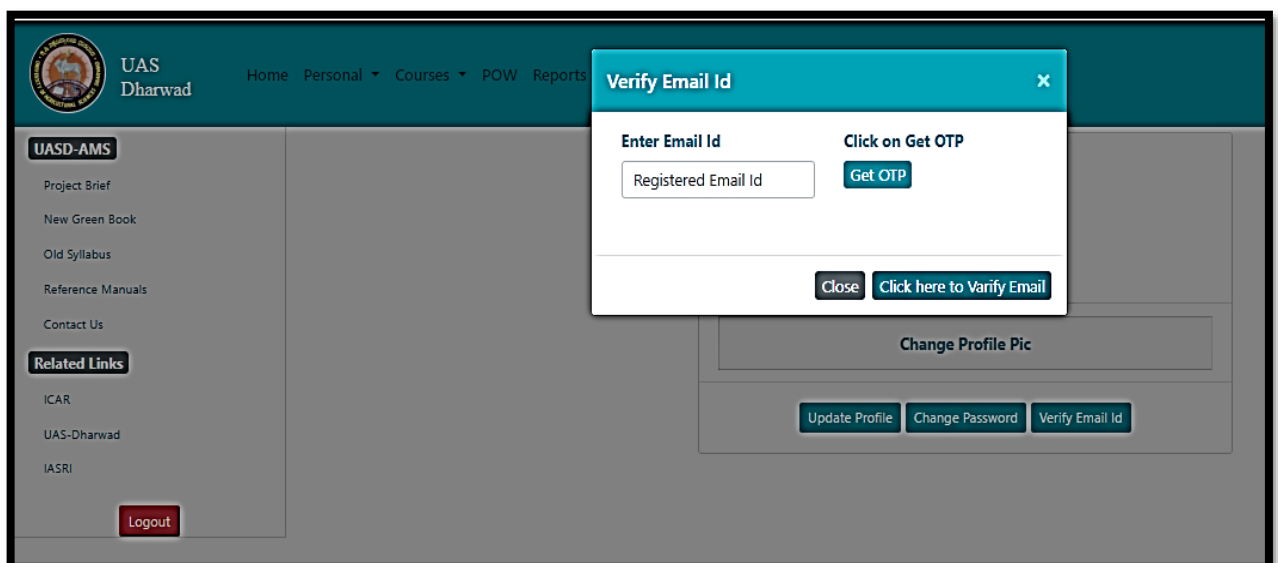 UAS
Dharwad
Home Personal Courses POW Reports
Verify Email Id ×
Enter Email Id
Click on Get OTP
Registered Email Id
Get OTP
Close Click here to Varify Email
UASD-AMS
Project Brief
New Green Book
Old Syllabus
Reference Manuals
Contact Us
Related Links
ICAR
UAS-Dharwad
IASRI
Logout
Change Profile Pic
Update Profile Change Password Verify Email Id